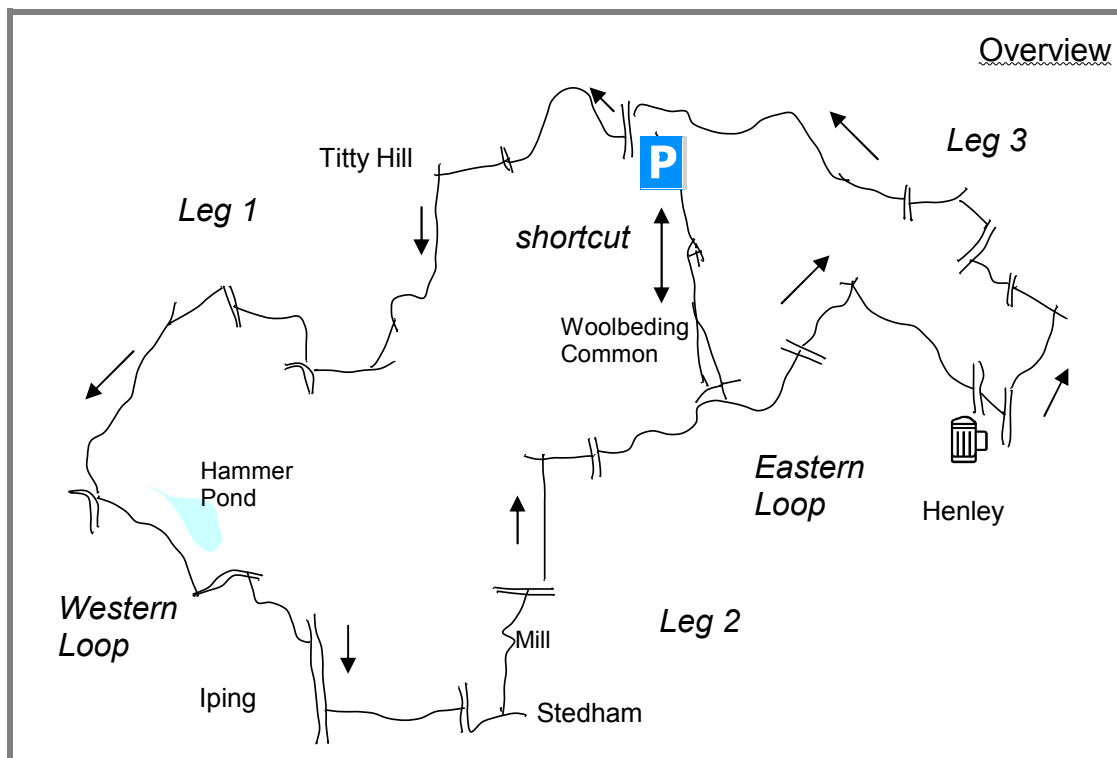 Overview
Leg 3
P
Titty Hill
Leg 1
shortcut
Woolbeding
Common
Hammer
Pond
Eastern
Loop
Henley
Western
Loop
Leg 2
Mill
Iping
Stedham